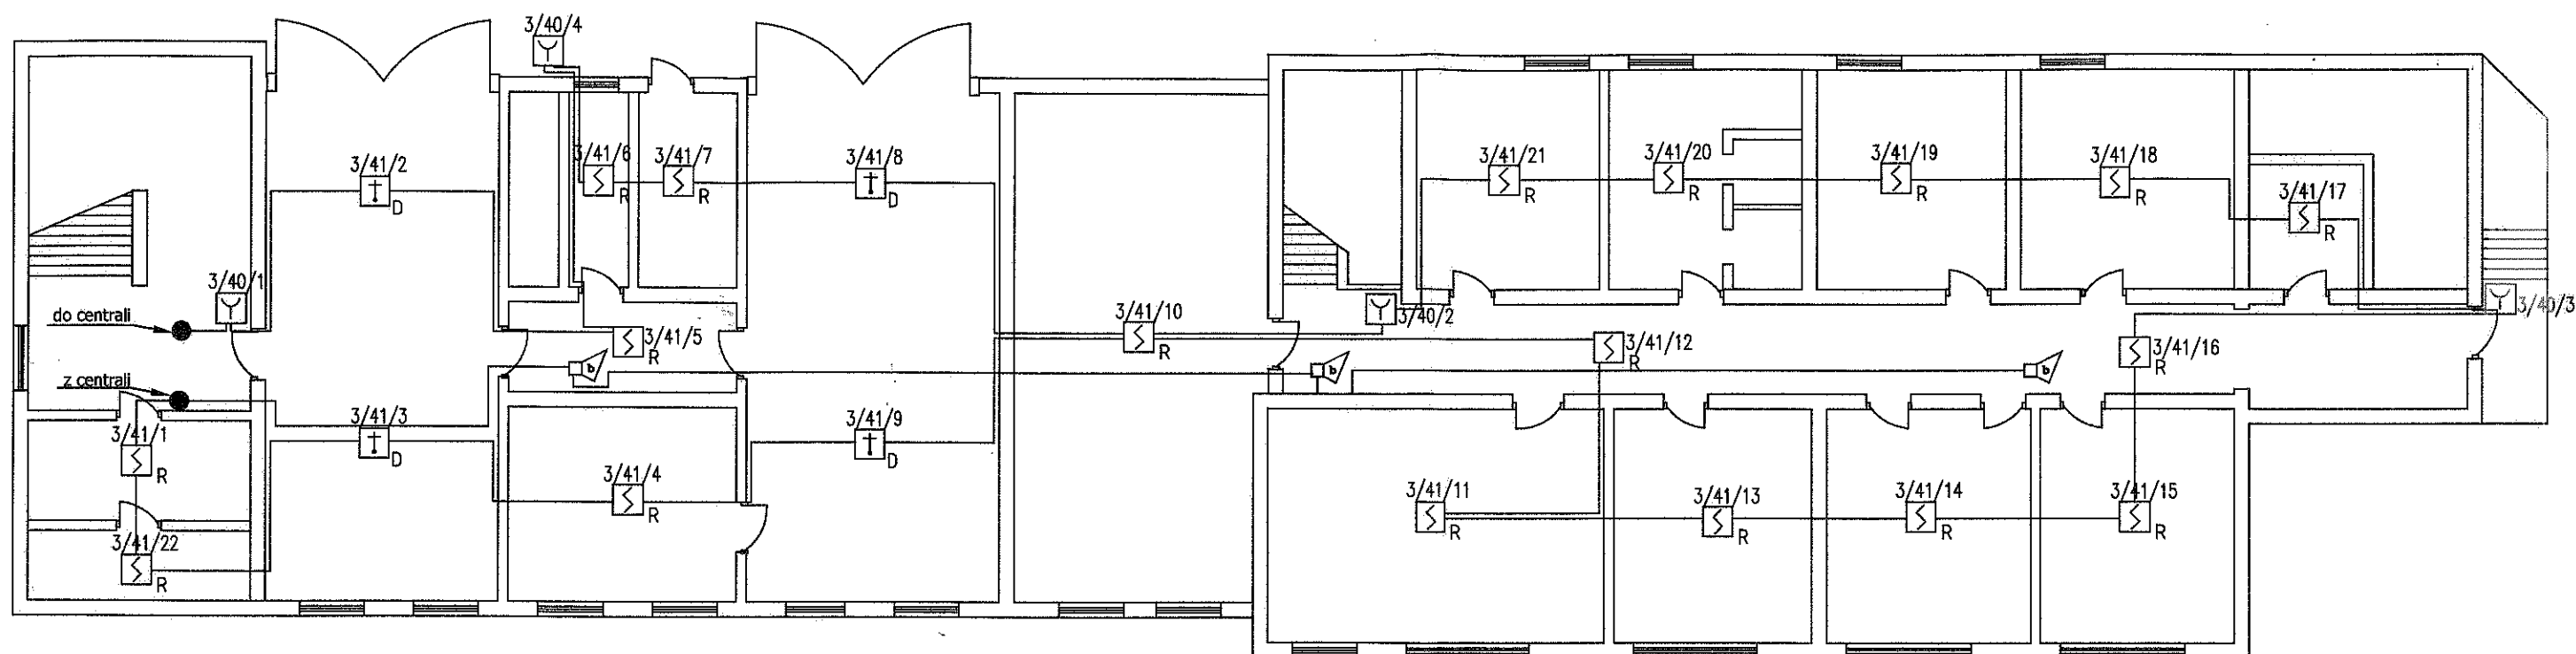 3/40/4
3/41/2
D
3/41/6
R
3/41/7
R
3/41/8
D
3/41/21
R
3/41/20
R
3/41/19
R
3/41/18
R
3/41/17
R
3/40/1
do centrali
3/41/5
R
b
3/41/10
R
3/40/2
b
3/41/12
R
b
3/41/16
R
3/40/3
z centrali
3/41/1
R
3/41/3
D
3/41/4
R
3/41/9
D
3/41/11
R
3/41/13
R
3/41/14
R
3/41/15
R
3/41/22
R